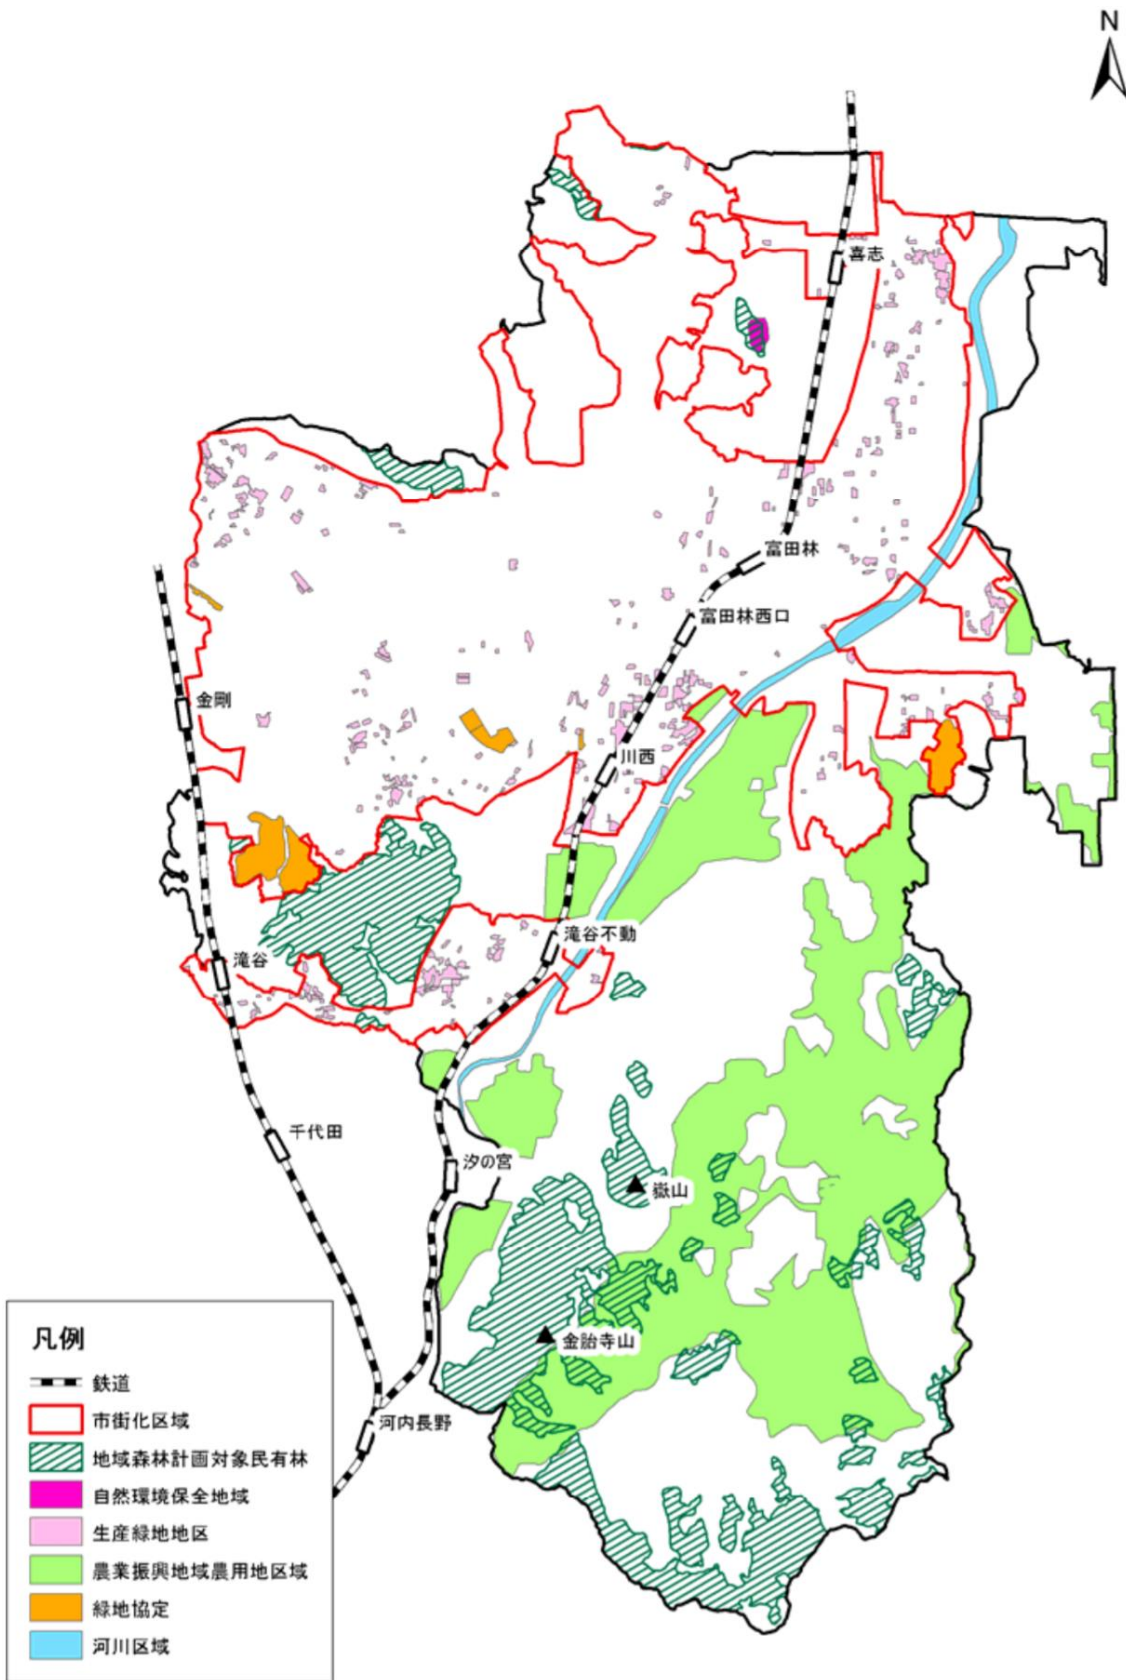 N
喜志
富田林
富田林西口
金剛
川西
滝谷不動
滝谷
千代田
汐の宮
嶽山
金胎寺山
河内長野
凡例
鉄道
市街化区域
地域森林計画対象民有林
自然環境保全地域
生産緑地地区
農業振興地域農用地区域
緑地協定
河川区域